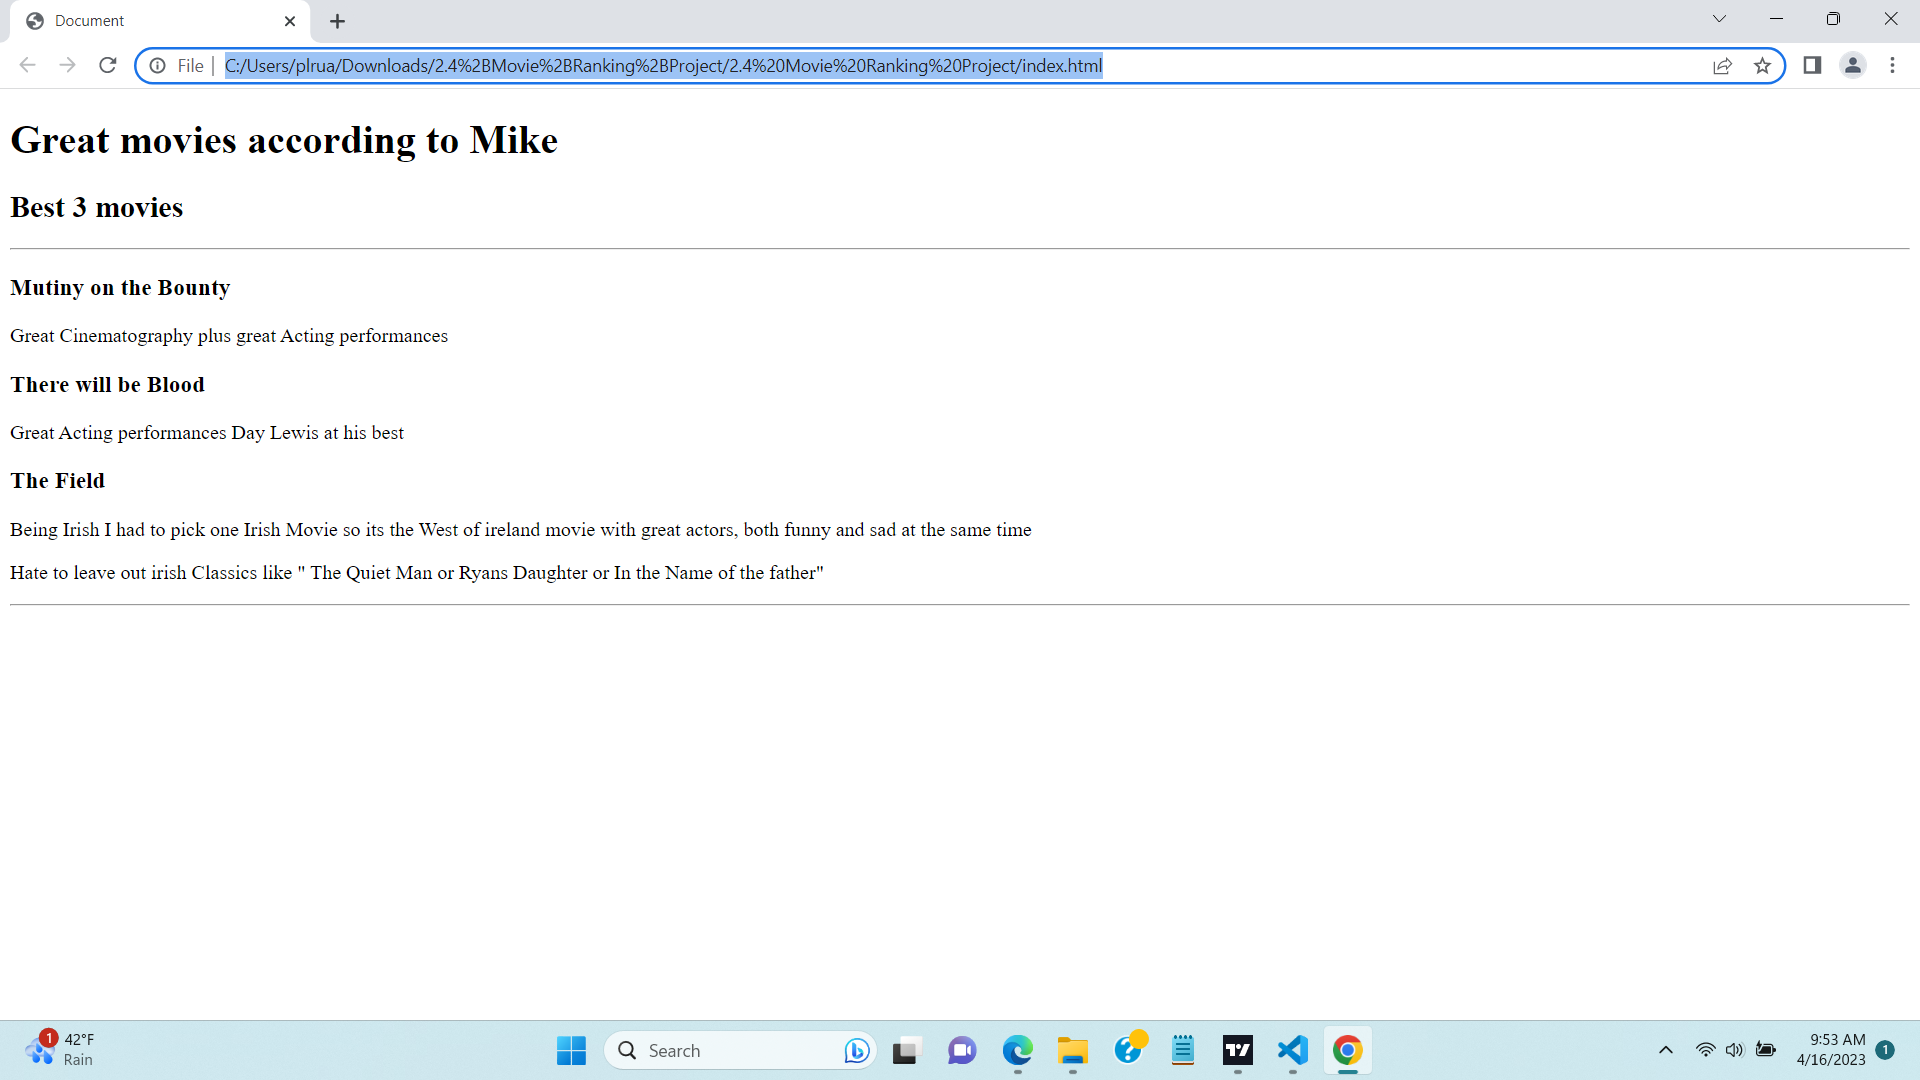 Document
File | C:/Users/plrua/Downloads/2.4%2BMovie%2BRanking%2BProject/2.4%20Movie%20Ranking%20Project/index.html
Great movies according to Mike
Best 3 movies
Mutiny on the Bounty
Great Cinematography plus great Acting performances
There will be Blood
Great Acting performances Day Lewis at his best
The Field
Being Irish I had to pick one Irish Movie so its the West of ireland movie with great actors, both funny and sad at the same time
Hate to leave out irish Classics like " The Quiet Man or Ryans Daughter or In the Name of the father"
1
42°F
Rain
Search
9:53 AM
4/16/2023
1